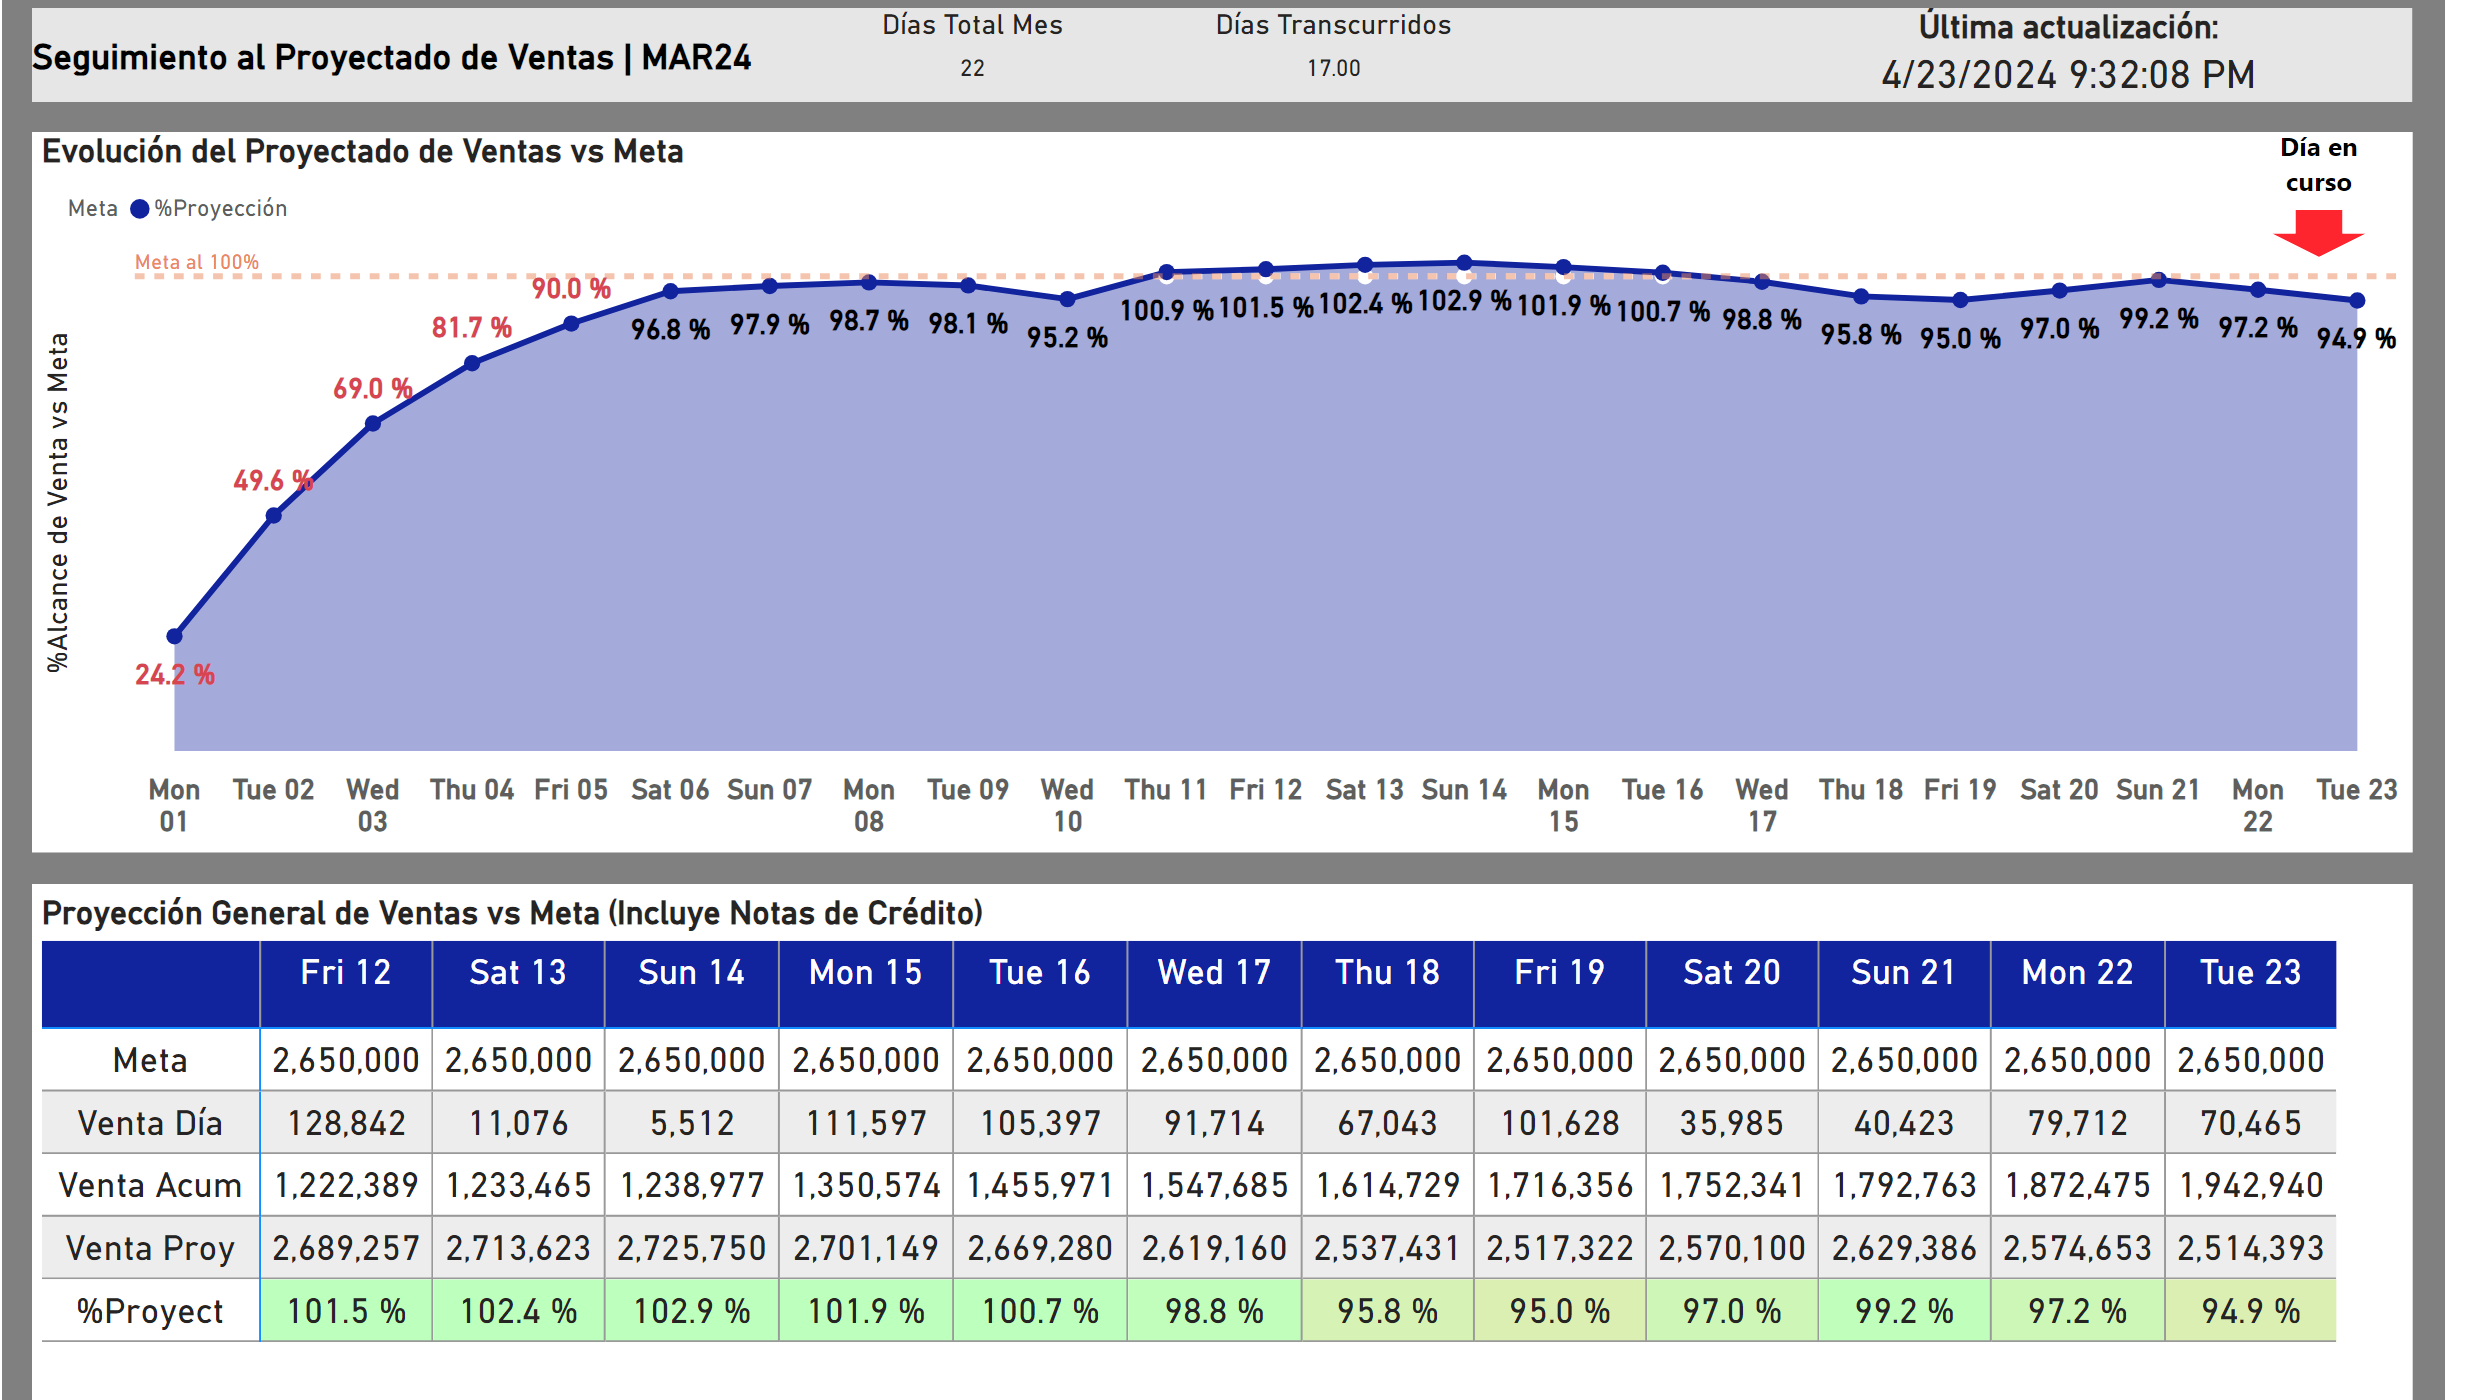 Seguimiento al Proyectado de Ventas | MAR24
Días Total Mes
22
Días Transcurridos
17.00
Última actualización:
4/23/2024 9:32:08 PM
Evolución del Proyectado de Ventas vs Meta
Día en
curso
Meta %Proyección
Meta al 100%
%Alcance de Venta vs Meta
24.2 % 49.6 % 69.0 % 81.7 % 90.0 % 96.8 % 97.9 % 98.7 % 98.1 % 95.2 % 100.9 % 101.5 % 102.4 % 102.9 % 101.9 % 100.7 % 98.8 % 95.8 % 95.0 % 97.0 % 99.2 % 97.2 % 94.9 %
Mon 01 Tue 02 Wed 03 Thu 04 Fri 05 Sat 06 Sun 07 Mon 08 Tue 09 Wed 10 Thu 11 Fri 12 Sat 13 Sun 14 Mon 15 Tue 16 Wed 17 Thu 18 Fri 19 Sat 20 Sun 21 Mon 22 Tue 23
Proyección General de Ventas vs Meta (Incluye Notas de Crédito)
Fri 12 Sat 13 Sun 14 Mon 15 Tue 16 Wed 17 Thu 18 Fri 19 Sat 20 Sun 21 Mon 22 Tue 23
Meta 2,650,000 2,650,000 2,650,000 2,650,000 2,650,000 2,650,000 2,650,000 2,650,000 2,650,000 2,650,000 2,650,000 2,650,000
Venta Día 128,842 11,076 5,512 111,597 105,397 91,714 67,043 101,628 35,985 40,423 79,712 70,465
Venta Acum 1,222,389 1,233,465 1,238,977 1,350,574 1,455,971 1,547,685 1,614,729 1,716,356 1,752,341 1,792,763 1,872,475 1,942,940
Venta Proy 2,689,257 2,713,623 2,725,750 2,701,149 2,669,280 2,619,160 2,537,431 2,517,322 2,570,100 2,629,386 2,574,653 2,514,393
%Proyect 101.5 % 102.4 % 102.9 % 101.9 % 100.7 % 98.8 % 95.8 % 95.0 % 97.0 % 99.2 % 97.2 % 94.9 %